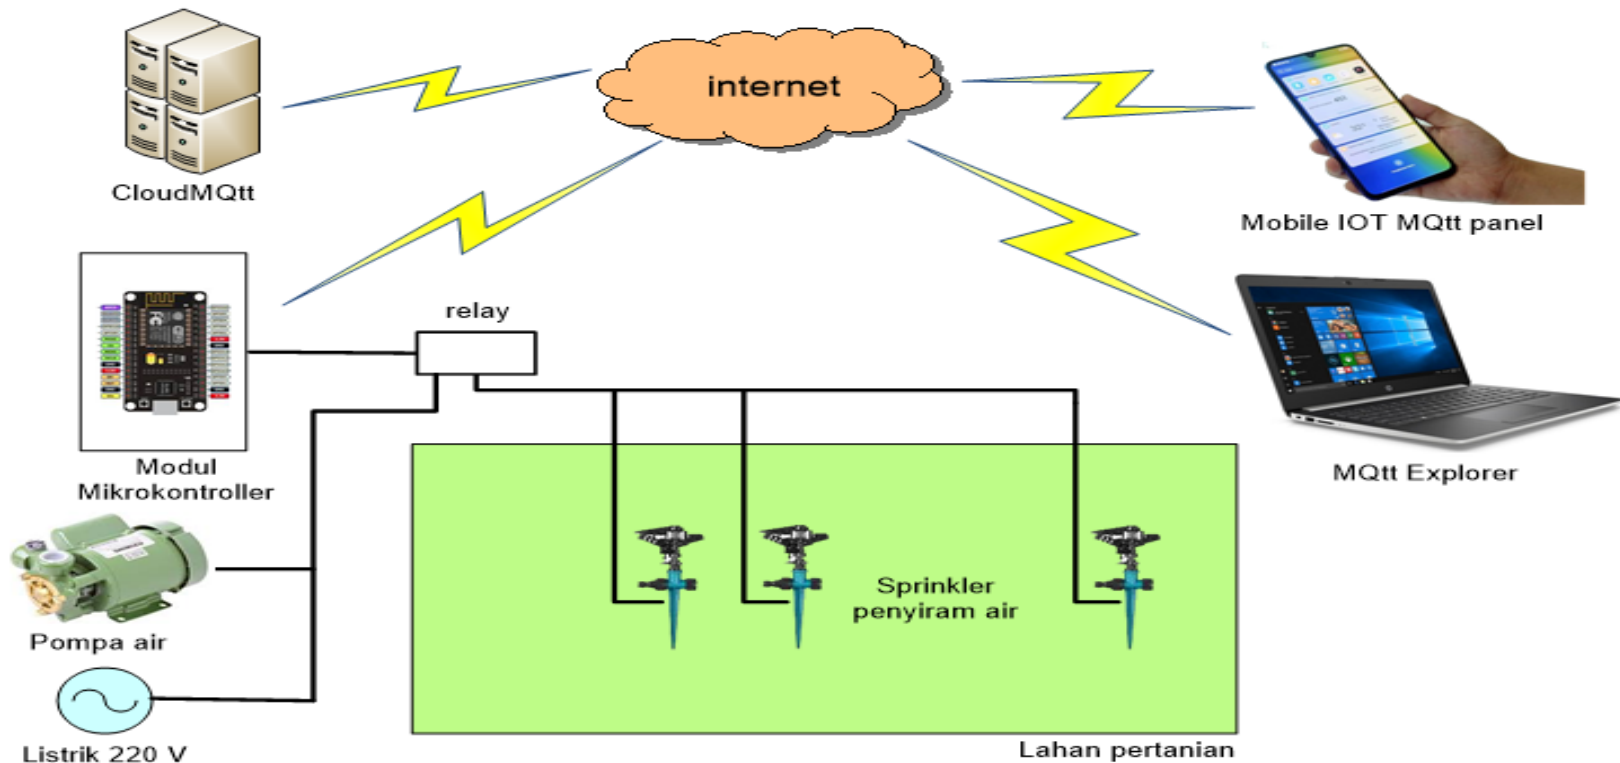 internet
CloudMQtt
Mobile IOT MQtt panel
relay
Modul
Mikrokontroller
MQtt Explorer
Sprinkler
penyiram air
Pompa air
Listrik 220 V
Lahan pertanian